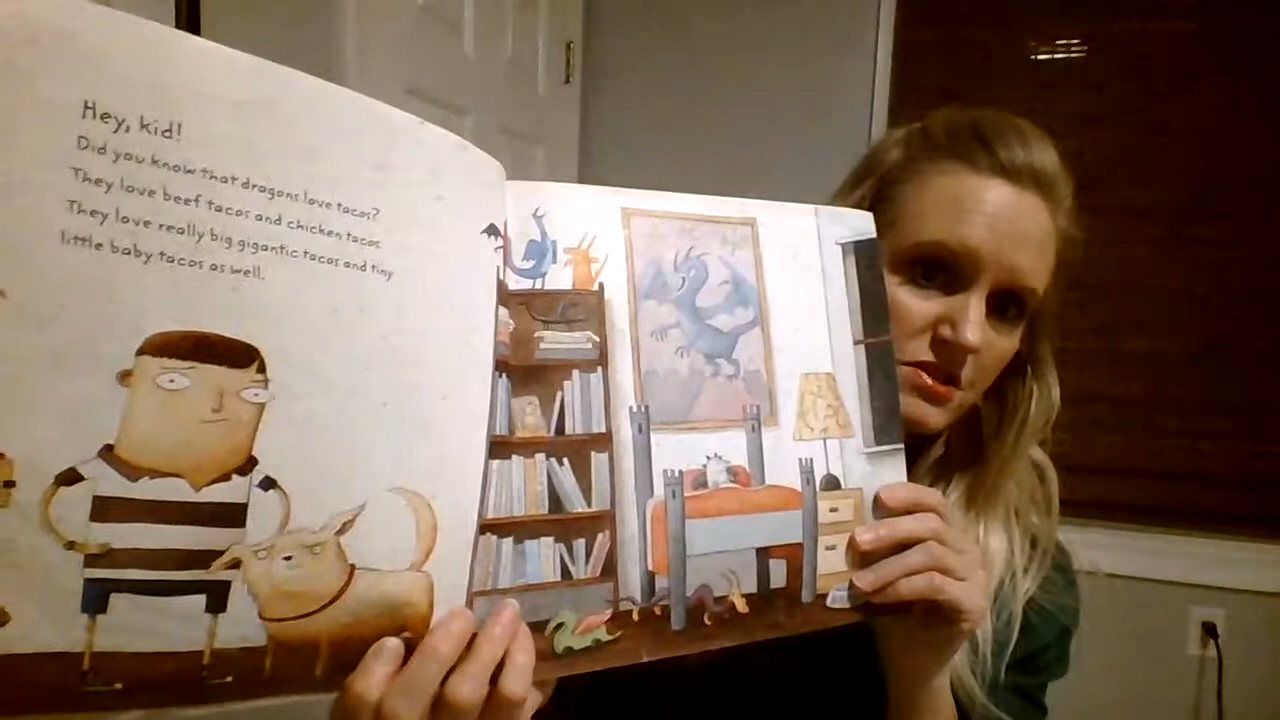 Hey, kid!
Did you know that dragons love tacos?
They love beef tacos and chicken tacos.
They love really big gigantic tacos and tiny
little baby tacos as well.